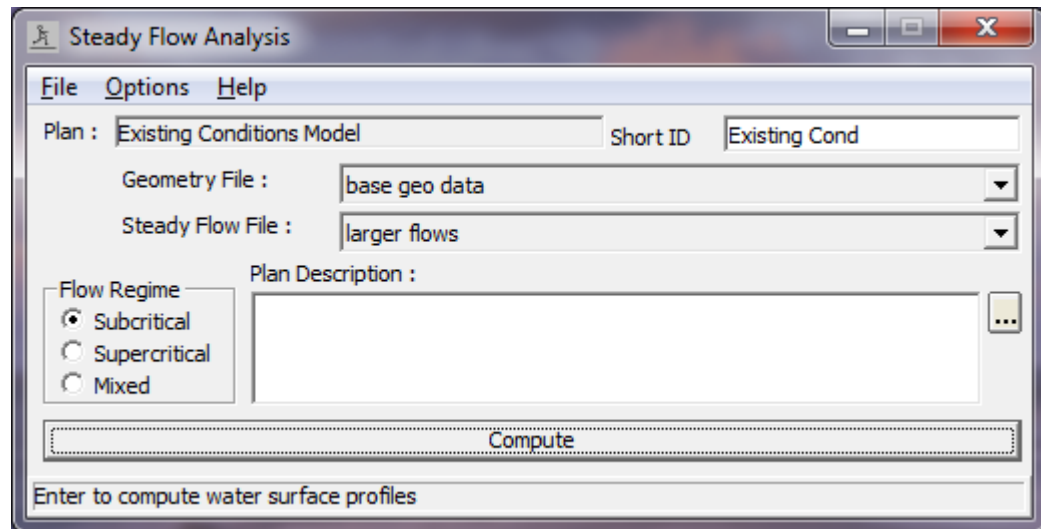 Steady Flow Analysis
File Options Help
Plan : Existing Conditions Model Short ID Existing Cond
Geometry File : base geo data
Steady Flow File : larger flows
Plan Description :
Flow Regime
Subcritical
Supercritical
Mixed
...
Compute
Enter to compute water surface profiles